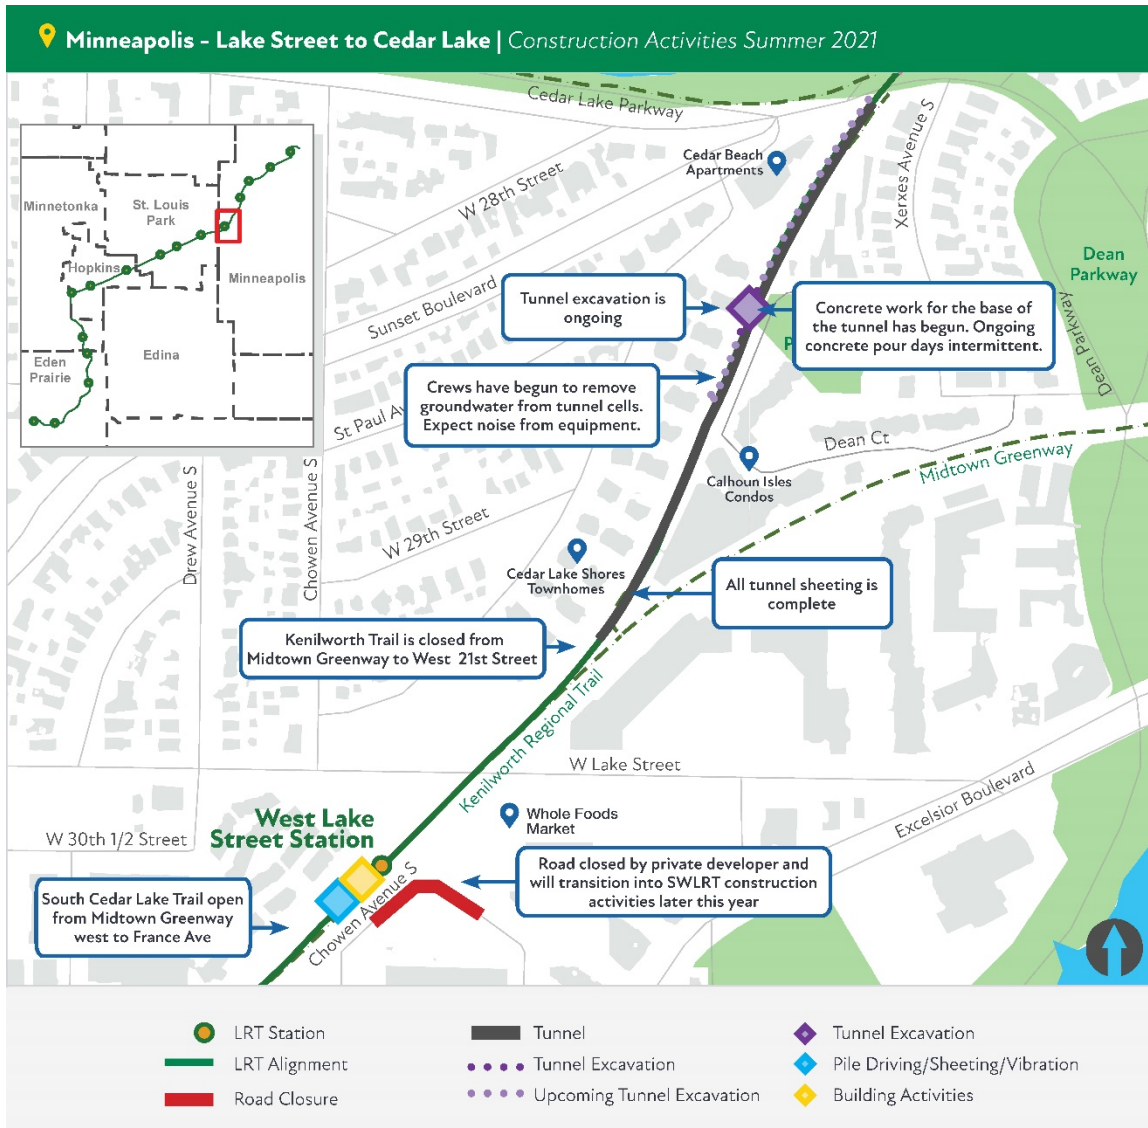 Minneapolis - Lake Street to Cedar Lake | Construction Activities Summer 2021
Cedar Lake Parkway
Xerxes Avenue S
Cedar Beach
Apartments
W 28th Street
Minnetonka
St. Louis
Park
Hopkins
Minneapolis
Edina
Eden
Prairie
Dean
Parkway
Sunset Boulevard
Tunnel excavation is
ongoing
Concrete work for the base of
the tunnel has begun. Ongoing
concrete pour days intermittent.
P
Dean Parkway
Crews have begun to remove
groundwater from tunnel cells.
Expect noise from equipment.
St Paul Av
Dean Ct
Midtown Greenway
Calhoun Isles
Condos
Drew Avenue S
Chowen Avenue S
W 29th Street
Cedar Lake Shores
Townhomes
All tunnel sheeting is
complete
Kenilworth Trail is closed from
Midtown Greenway to West 21st Street
Kenilworth Regional Trail
W Lake Street
Excelsior Boulevard
West Lake
Street Station
Whole Foods
Market
W 30th 1/2 Street
Road closed by private developer and
will transition into SWLRT construction
activities later this year
South Cedar Lake Trail open
from Midtown Greenway
west to France Ave
Chowen Avenue S
LRT Station
LRT Alignment
Road Closure
Tunnel
Tunnel Excavation
Upcoming Tunnel Excavation
Tunnel Excavation
Pile Driving/Sheeting/Vibration
Building Activities